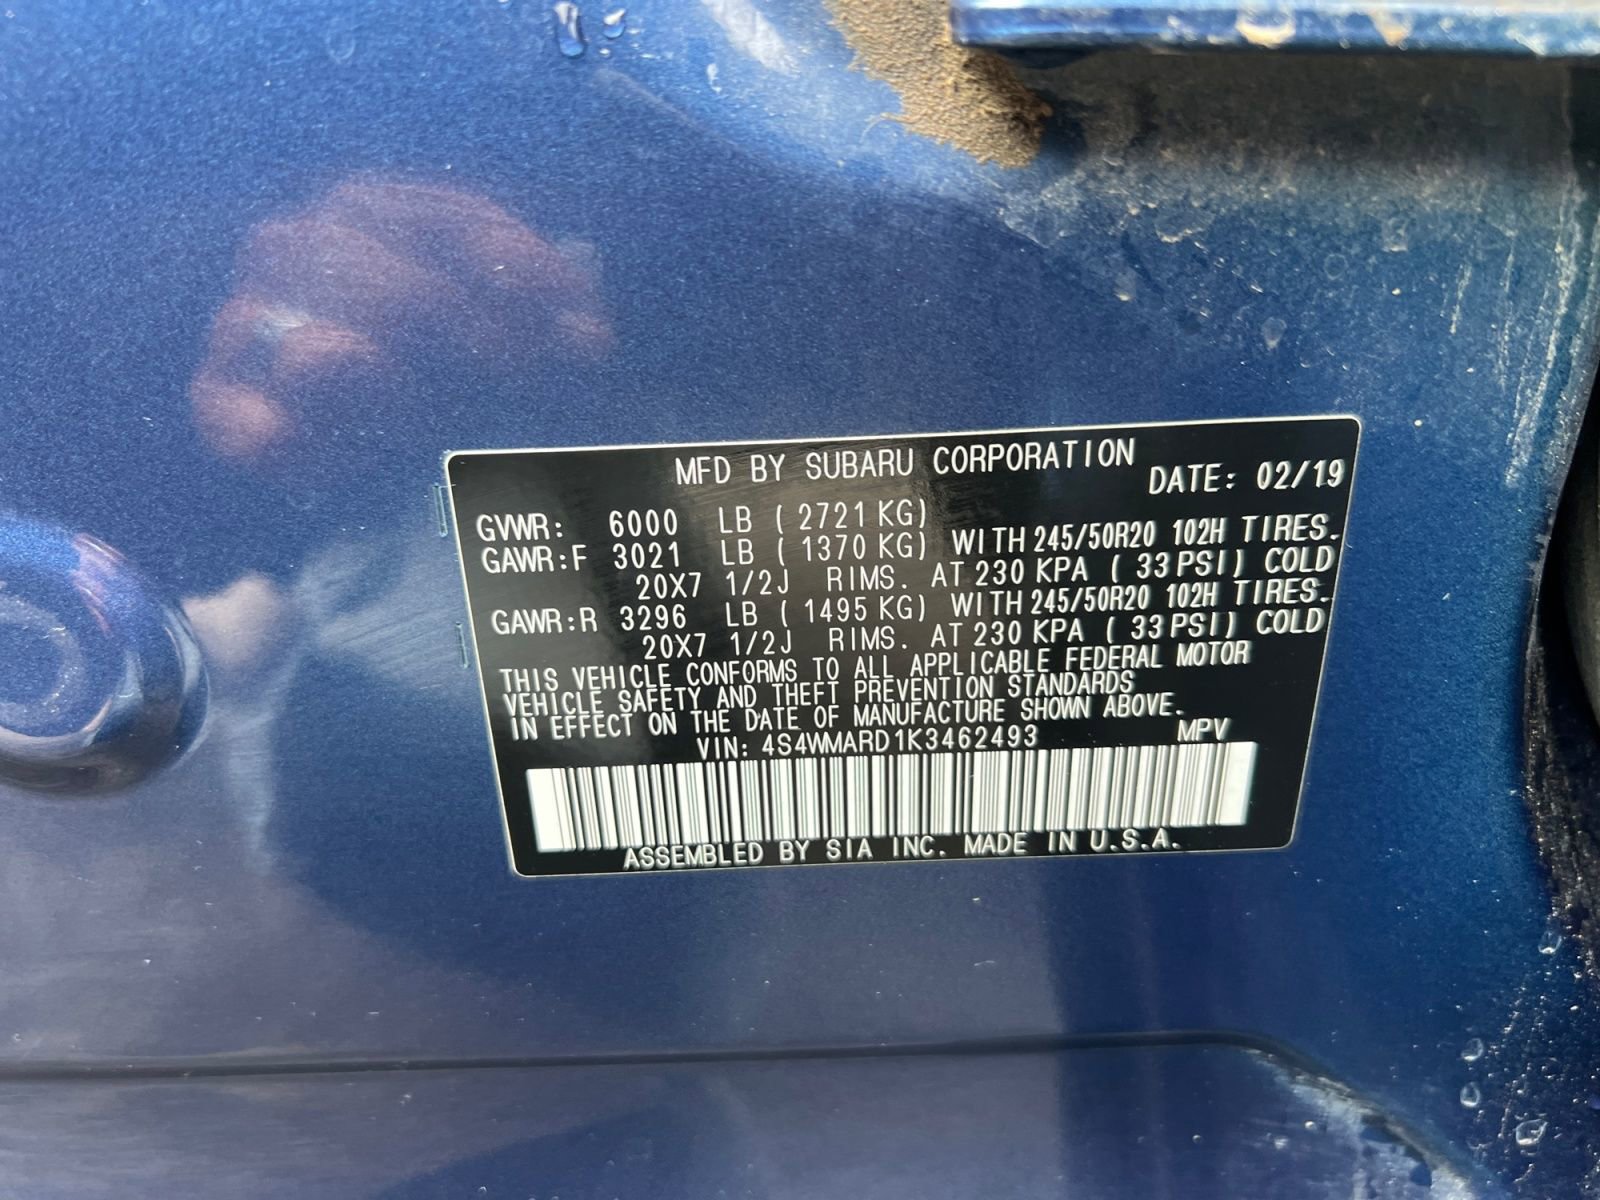 MFD BY SUBARU CORPORATION
DATE: 02/19
GVWR: 6000 LB ( 2721 KG)
GAWR:F 3021 LB ( 1370 KG) WITH 245/50R20 102H TIRES.
20X7 1/2J RIMS. AT 230 KPA ( 33 PSI) COLD
GAWR:R 3296 LB ( 1495 KG) WITH 245/50R20 102H TIRES.
20X7 1/2J RIMS. AT 230 KPA ( 33 PSI) COLD
THIS VEHICLE CONFORMS TO ALL APPLICABLE FEDERAL MOTOR
VEHICLE SAFETY AND THEFT PREVENTION STANDARDS
IN EFFECT ON THE DATE OF MANUFACTURE SHOWN ABOVE.
VIN: 4S4WMARD1K3462493 MPV
ASSEMBLED BY SIA INC. MADE IN U.S.A.